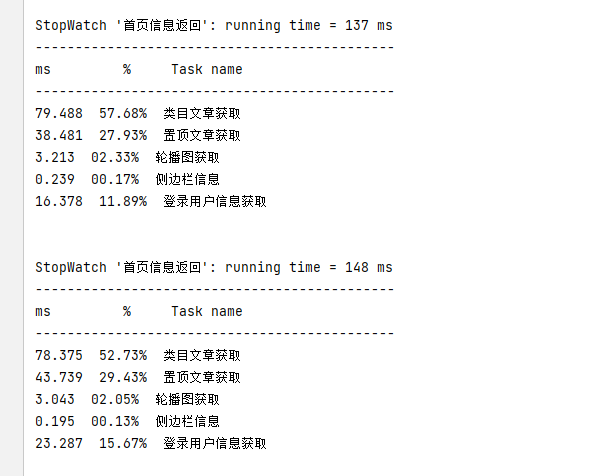 StopWatch '首页信息返回': running time = 137 ms
---------------------------------------------
ms         %     Task name
---------------------------------------------
79.488  57.68%  类目文章获取
38.481  27.93%  置顶文章获取
3.213  02.33%  轮播图获取
0.239  00.17%  侧边栏信息
16.378  11.89%  登录用户信息获取
StopWatch '首页信息返回': running time = 148 ms
---------------------------------------------
ms         %     Task name
---------------------------------------------
78.375  52.73%  类目文章获取
43.739  29.43%  置顶文章获取
3.043  02.05%  轮播图获取
0.195  00.13%  侧边栏信息
23.287  15.67%  登录用户信息获取